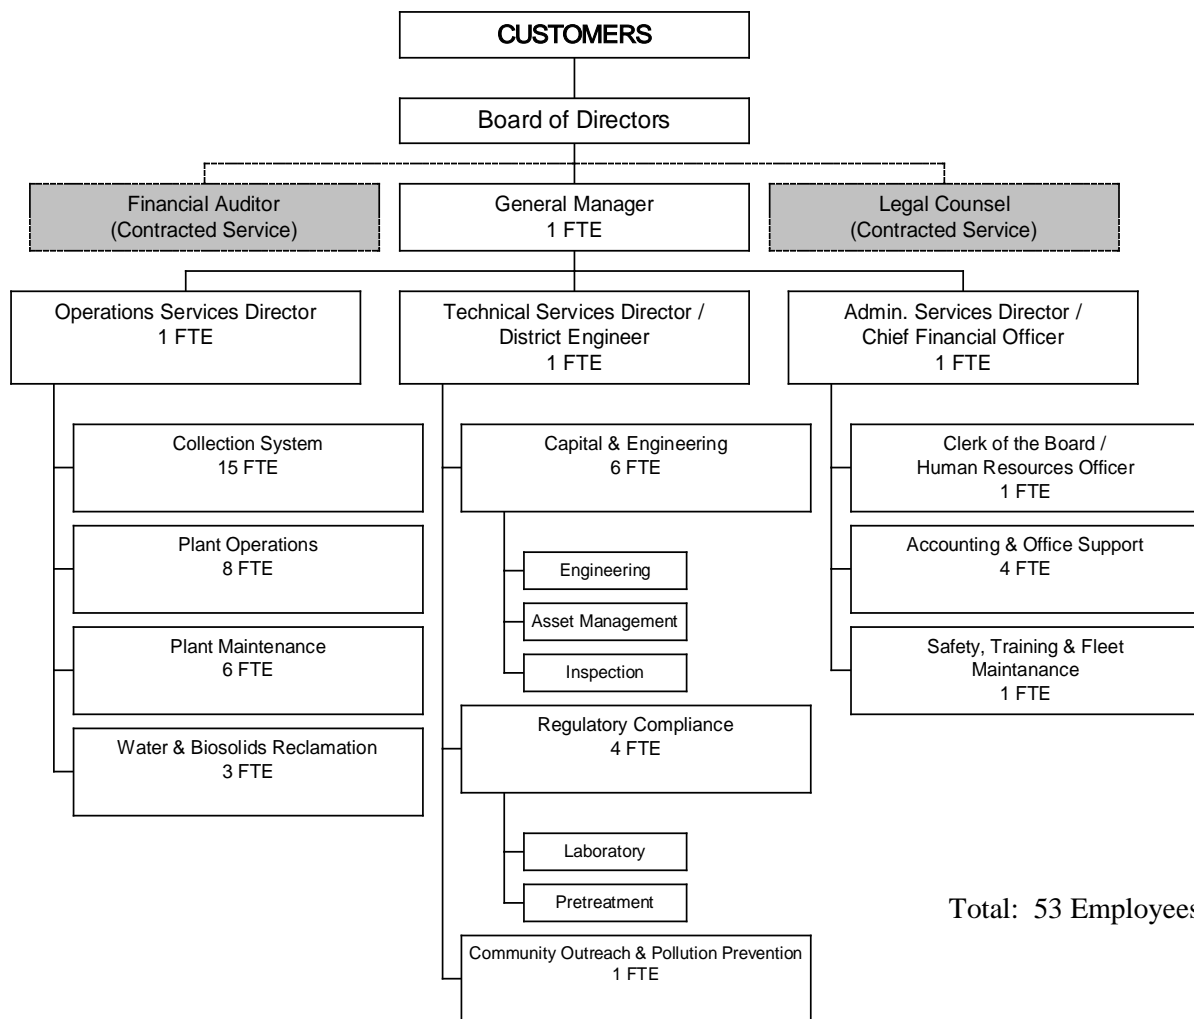 CUSTOMERS
Board of Directors
Financial Auditor
(Contracted Service)
General Manager
1 FTE
Legal Counsel
(Contracted Service)
Operations Services Director
1 FTE
Technical Services Director /
District Engineer
1 FTE
Admin. Services Director /
Chief Financial Officer
1 FTE
Collection System
15 FTE
Plant Operations
8 FTE
Plant Maintenance
6 FTE
Water & Biosolids Reclamation
3 FTE
Capital & Engineering
6 FTE
Engineering
Asset Management
Inspection
Regulatory Compliance
4 FTE
Laboratory
Pretreatment
Community Outreach & Pollution Prevention
1 FTE
Clerk of the Board /
Human Resources Officer
1 FTE
Accounting & Office Support
4 FTE
Safety, Training & Fleet
Maintanance
1 FTE
Total: 53 Employees